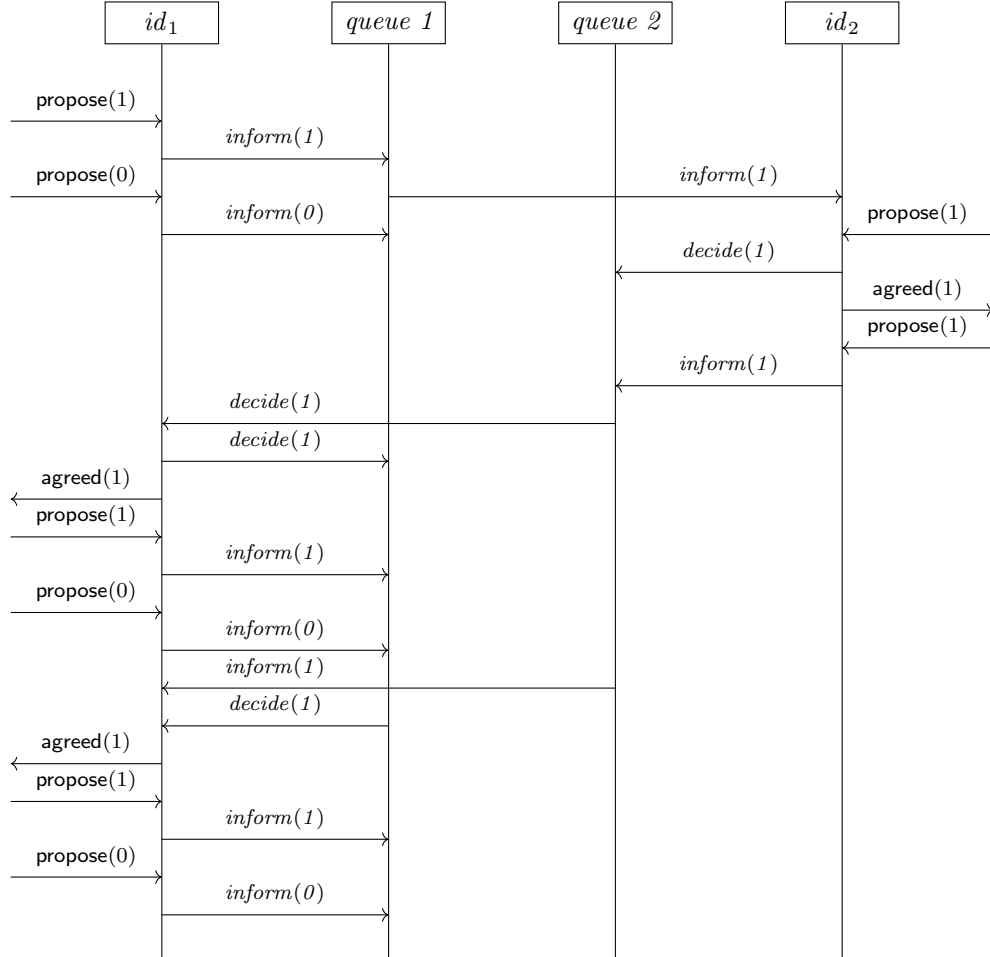 id₁ queue 1 queue 2 id₂
propose(1)
inform(1)
propose(0) inform(1)
inform(0) propose(1)
decide(1)
agreed(1)
propose(1)
inform(1)
decide(1)
decide(1)
agreed(1)
propose(1)
inform(1)
propose(0)
inform(0)
inform(1)
decide(1)
agreed(1)
propose(1)
inform(1)
propose(0)
inform(0)